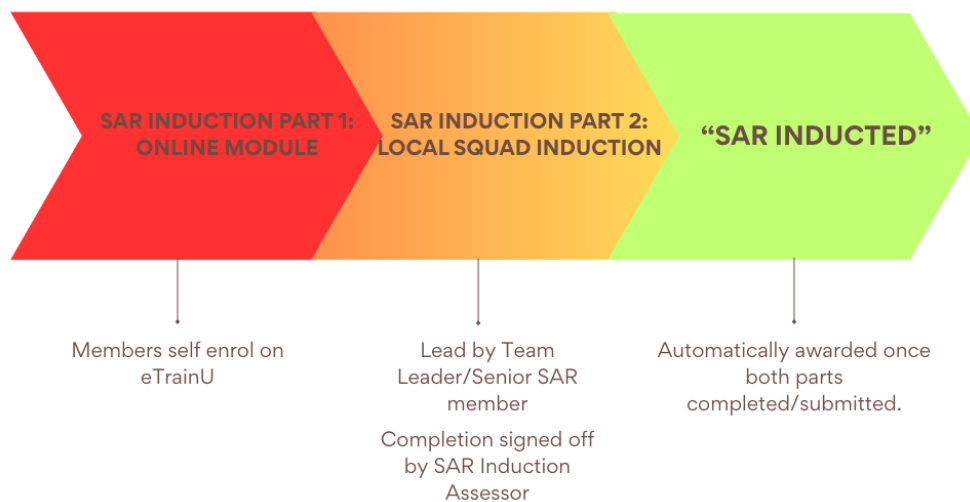 SAR INDUCTION PART 1:
ONLINE MODULE
SAR INDUCTION PART 2:
LOCAL SQUAD INDUCTION
“SAR INDUCTED”
Members self enrol on
eTrainU
Lead by Team
Leader/Senior SAR
member
Completion signed off
by SAR Induction
Assessor
Automatically awarded once
both parts
completed/submitted.